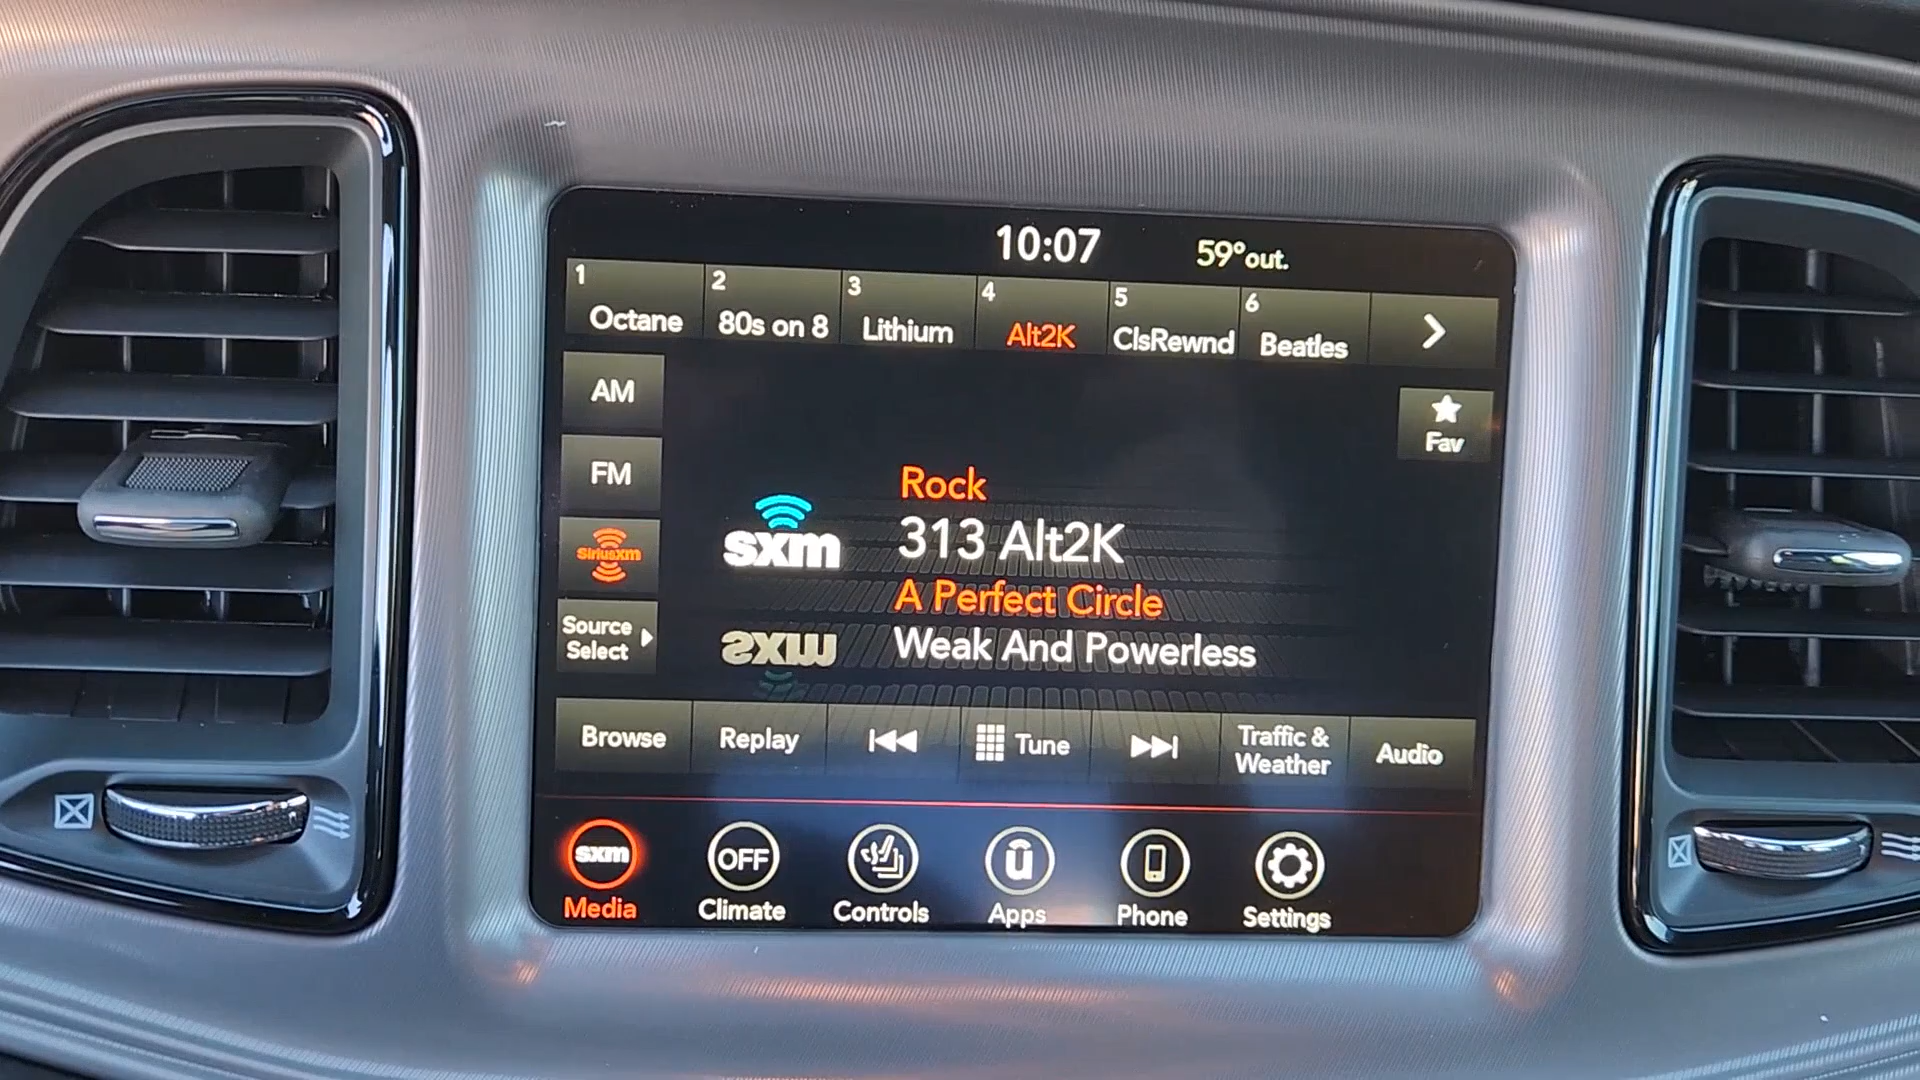 10:07
59°out.
1 Octane
2 80s on 8
3 Lithium
4 Alt2K
5 ClsRewnd
6 Beatles
AM
FM
SiriusXm
Source
Select
Fav
Rock
sxm
313 Alt2K
A Perfect Circle
Weak And Powerless
Browse
Replay
Tune
Traffic &
Weather
Audio
sxm
Media
OFF
Climate
Controls
Apps
Phone
Settings